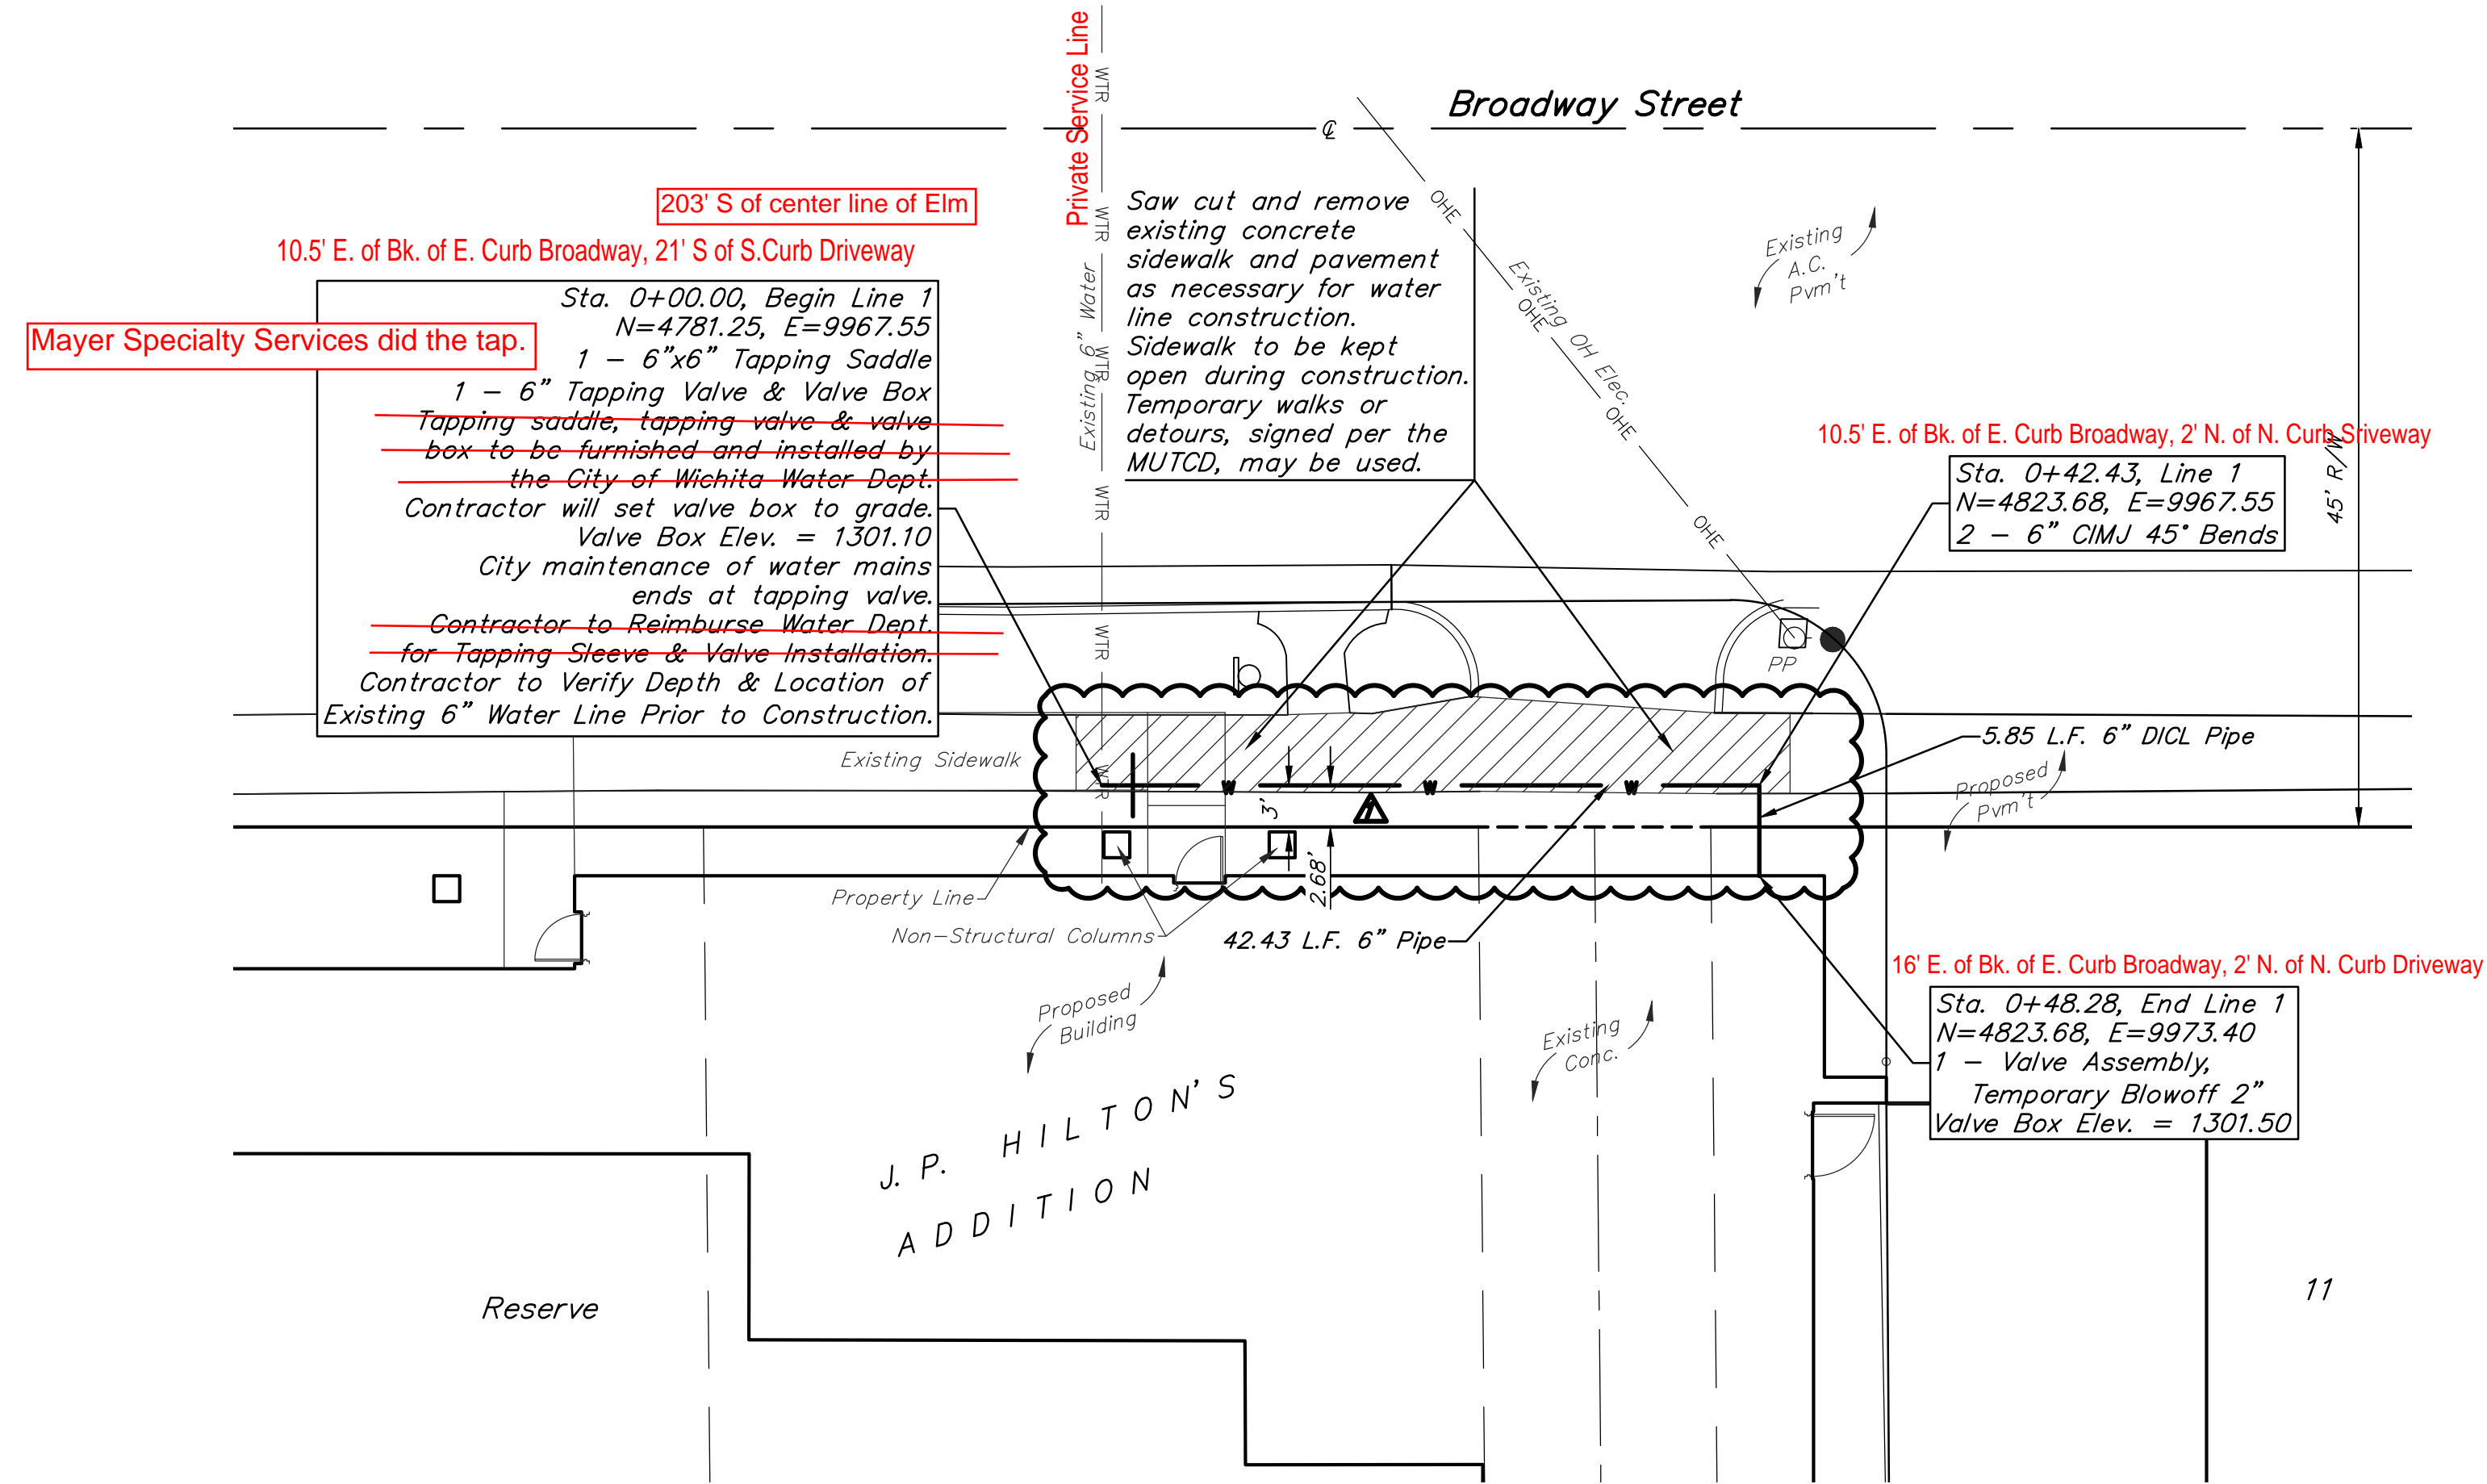 Private Service Line
WTR
WTR
WTR
WTR
WTR
WTR
Existing 6" Water
Broadway Street
℄
203' S of center line of Elm
10.5' E. of Bk. of E. Curb Broadway, 21' S of S.Curb Driveway
Mayer Specialty Services did the tap.
Sta. 0+00.00, Begin Line 1
N=4781.25, E=9967.55
1 - 6"x6" Tapping Saddle
1 - 6" Tapping Valve & Valve Box
Tapping saddle, tapping valve & valve
box to be furnished and installed by
the City of Wichita Water Dept.
Contractor will set valve box to grade.
Valve Box Elev. = 1301.10
City maintenance of water mains
ends at tapping valve.
Contractor to Reimburse Water Dept.
for Tapping Sleeve & Valve Installation.
Contractor to Verify Depth & Location of
Existing 6" Water Line Prior to Construction.
Saw cut and remove
existing concrete
sidewalk and pavement
as necessary for water
line construction.
Sidewalk to be kept
open during construction.
Temporary walks or
detours, signed per the
MUTCD, may be used.
OHE
OHE
OHE
OHE
Existing OH Elec.
Existing
A.C.
Pvm't
10.5' E. of Bk. of E. Curb Broadway, 2' N. of N. Curb Sriveway
Sta. 0+42.43, Line 1
N=4823.68, E=9967.55
2 - 6" CIMJ 45° Bends
45' R/W
PP
5.85 L.F. 6" DICL Pipe
Proposed
Pvm't
Existing Sidewalk
WTR
W
W
W
3'
1
2.68'
Property Line
Non-Structural Columns
42.43 L.F. 6" Pipe
16' E. of Bk. of E. Curb Broadway, 2' N. of N. Curb Driveway
Sta. 0+48.28, End Line 1
N=4823.68, E=9973.40
1 - Valve Assembly,
Temporary Blowoff 2"
Valve Box Elev. = 1301.50
Proposed
Building
Existing
Conc.
J. P. HILTON'S
ADDITION
Reserve
11